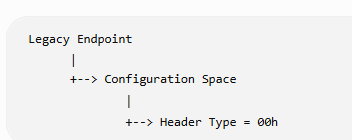 Legacy Endpoint
|
+--> Configuration Space
|
+--> Header Type = 00h